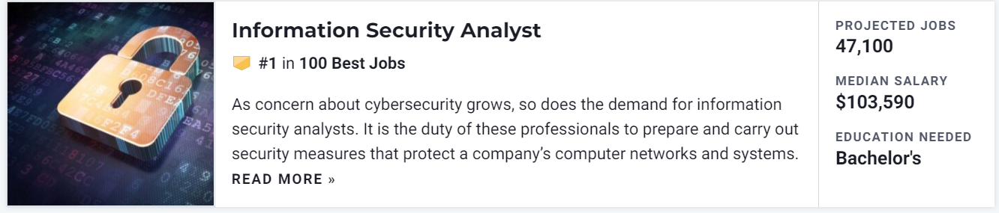 Information Security Analyst
#1 in 100 Best Jobs
As concern about cybersecurity grows, so does the demand for information
security analysts. It is the duty of these professionals to prepare and carry out
security measures that protect a company’s computer networks and systems.
READ MORE »
PROJECTED JOBS
47,100
MEDIAN SALARY
$103,590
EDUCATION NEEDED
Bachelor's